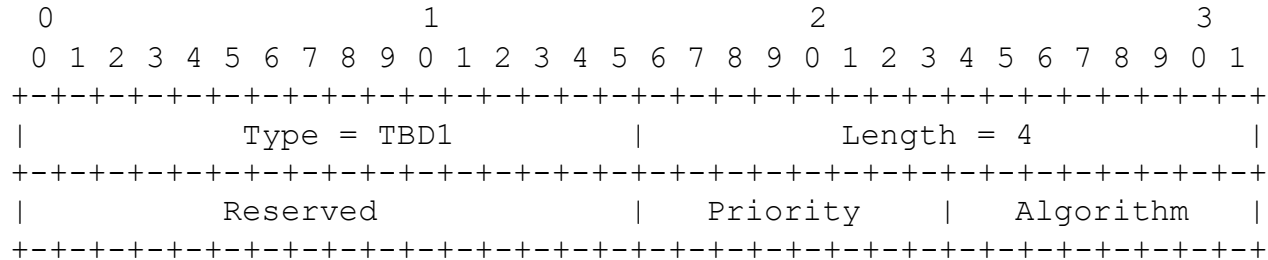 0                   1                   2                   3
 0 1 2 3 4 5 6 7 8 9 0 1 2 3 4 5 6 7 8 9 0 1 2 3 4 5 6 7 8 9 0 1
+-+-+-+-+-+-+-+-+-+-+-+-+-+-+-+-+-+-+-+-+-+-+-+-+-+-+-+-+-+-+-+-+
|           Type = TBD1         |          Length = 4           |
+-+-+-+-+-+-+-+-+-+-+-+-+-+-+-+-+-+-+-+-+-+-+-+-+-+-+-+-+-+-+-+-+
|          Reserved             |   Priority    |   Algorithm   |
+-+-+-+-+-+-+-+-+-+-+-+-+-+-+-+-+-+-+-+-+-+-+-+-+-+-+-+-+-+-+-+-+